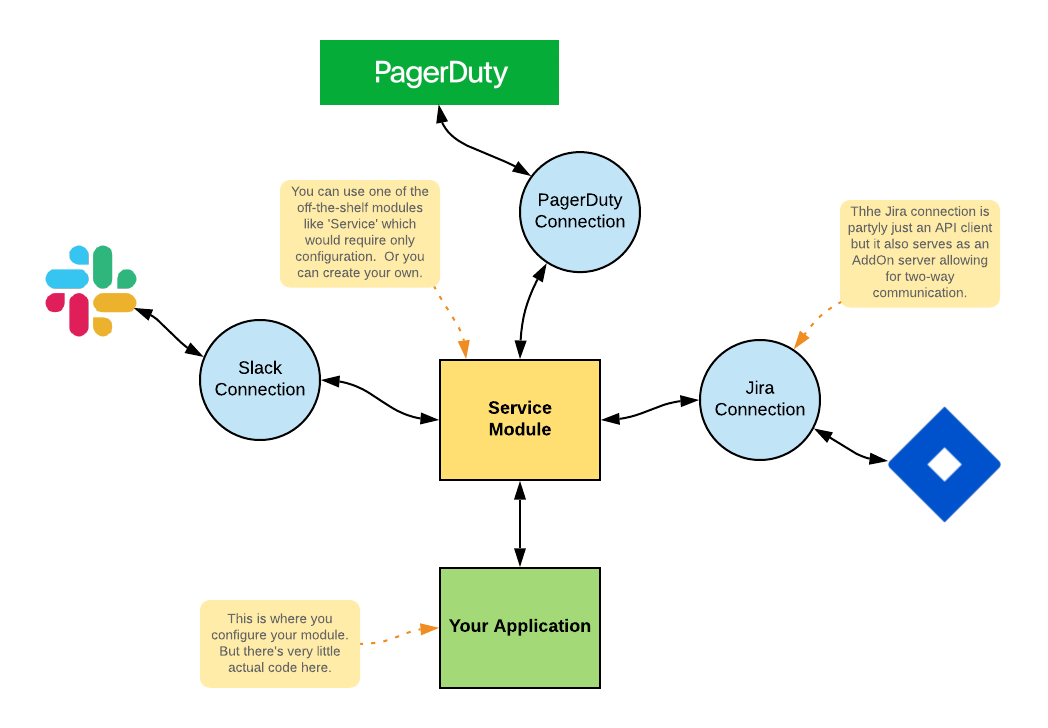 PagerDuty
PagerDuty
Connection
You can use one of the
off-the-shelf modules
like 'Service' which
would require only
configuration.  Or you
can create your own.
Thhe Jira connection is
partyly just an API client
but it also serves as an
AddOn server allowing
for two-way
communication.
Slack
Connection
Service
Module
Jira
Connection
This is where you
configure your module.
But there's very little
actual code here.
Your Application